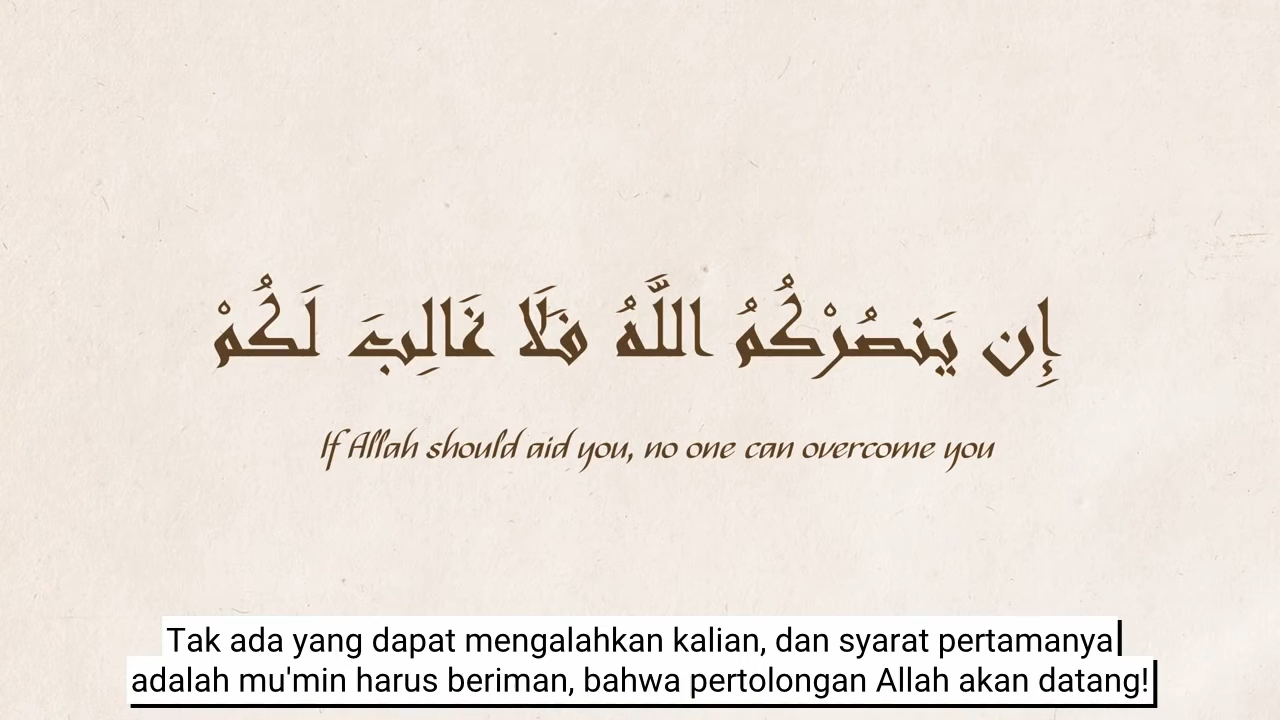 إِن يَنصُرْكُمُ اللَّهُ فَلَا غَالِبَ لَكُمْ
If Allah should aid you, no one can overcome you
Tak ada yang dapat mengalahkan kalian, dan syarat pertamanya
adalah mu'min harus beriman, bahwa pertolongan Allah akan datang!